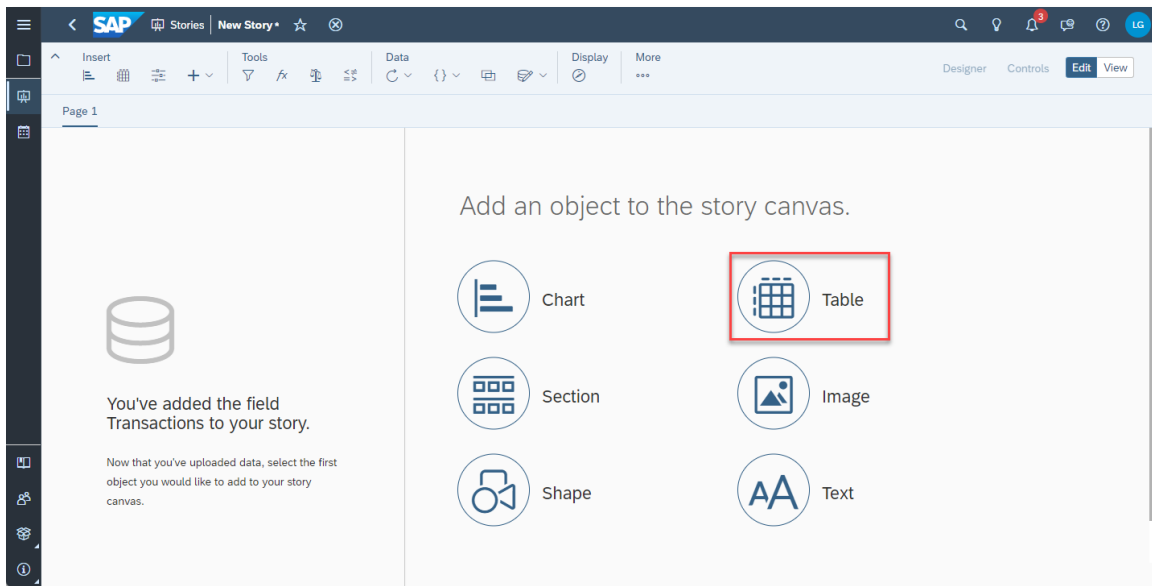 SAP Stories New Story* 3 LG
Insert Tools Data Display More
fx
Designer Controls Edit View
Page 1
Add an object to the story canvas.
Chart Table
You've added the field
Transactions to your story.
Section Image
Now that you've uploaded data, select the first
object you would like to add to your story
canvas.
Shape AA Text